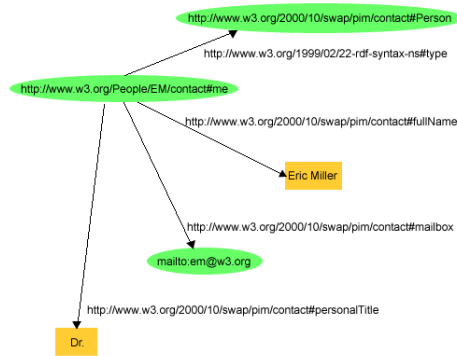 http://www.w3.org/2000/10/swap/pim/contact#Person
http://www.w3.org/1999/02/22-rdf-syntax-ns#type
http://www.w3.org/People/EM/contact#me
http://www.w3.org/2000/10/swap/pim/contact#fullName
Eric Miller
http://www.w3.org/2000/10/swap/pim/contact#mailbox
mailto:em@w3.org
http://www.w3.org/2000/10/swap/pim/contact#personalTitle
Dr.